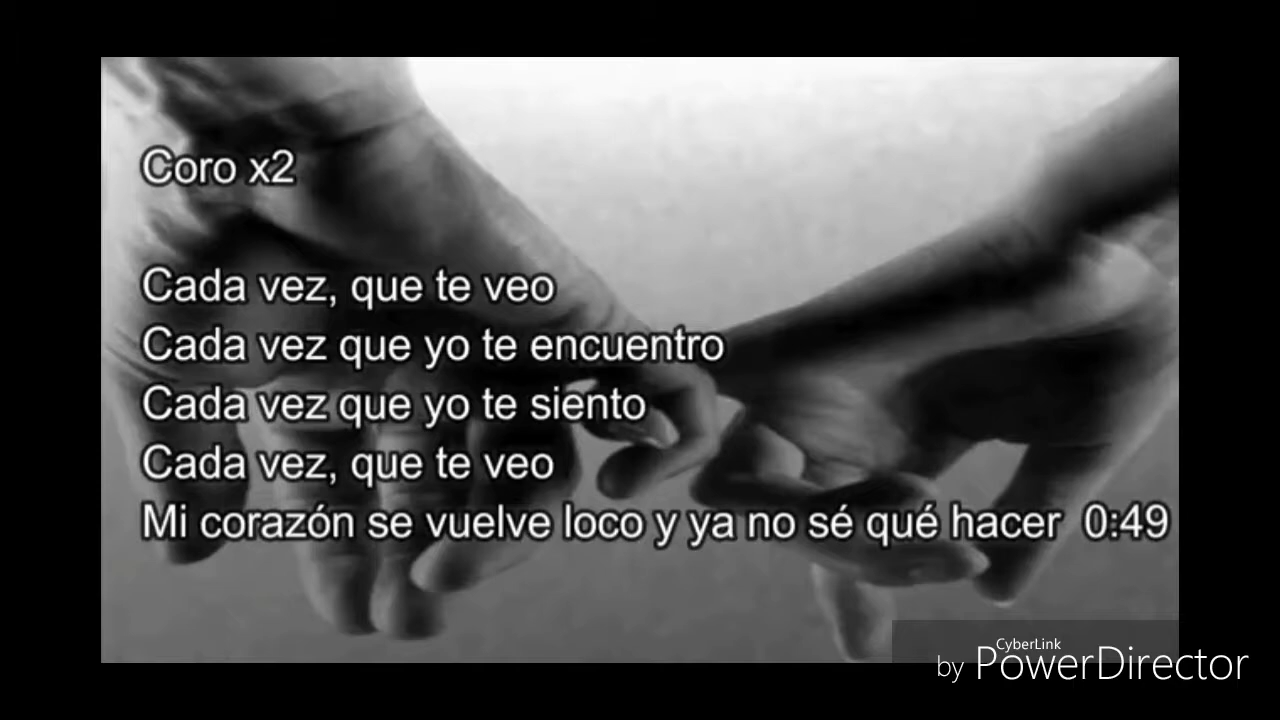 Coro x2
Cada vez, que te veo
Cada vez que yo te encuentro
Cada vez que yo te siento
Cada vez, que te veo
Mi corazón se vuelve loco y ya no sé qué hacer  0:49
CyberLink
by PowerDirector